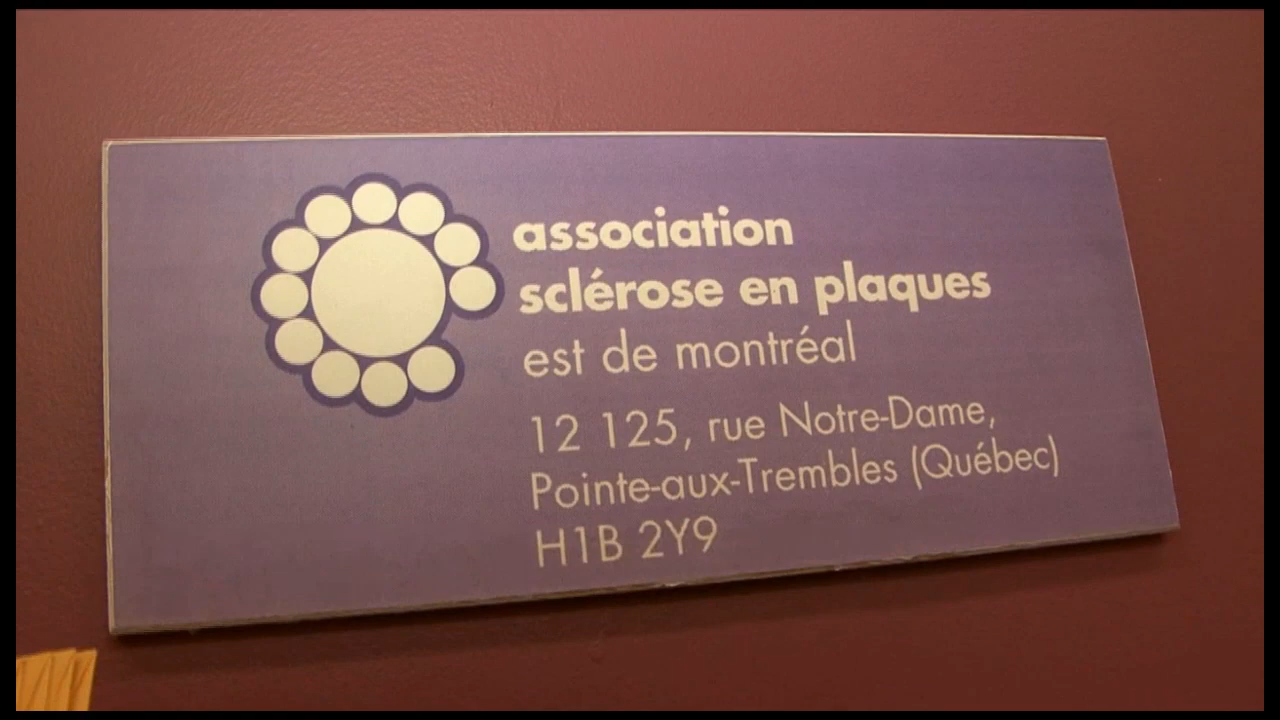 association
sclérose en plaques
est de montréal
12 125, rue Notre-Dame,
Pointe-aux-Trembles (Québec)
H1B 2Y9